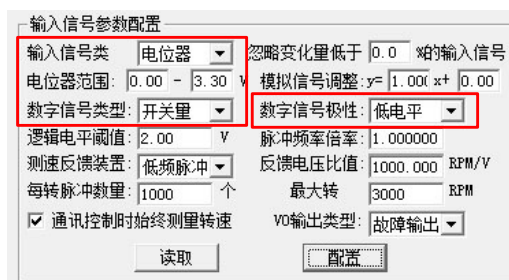 输入信号参数配置
输入信号类 电位器 忽略变化量低于 0.0 %的输入信号
电位器范围: 0.00 - 3.30 V 模拟信号调整:y= 1.00( x+ 0.00
数字信号类型: 开关量 数字信号极性: 低电平
逻辑电平阈值: 2.00 V 脉冲频率倍率: 1.000000
测速反馈装置: 低频脉冲 反馈电压比值: 1000.000 RPM/V
每转脉冲数量: 1000 个 最大转 3000 RPM
通讯控制时始终测量转速 VO输出类型: 故障输出
读取 配置